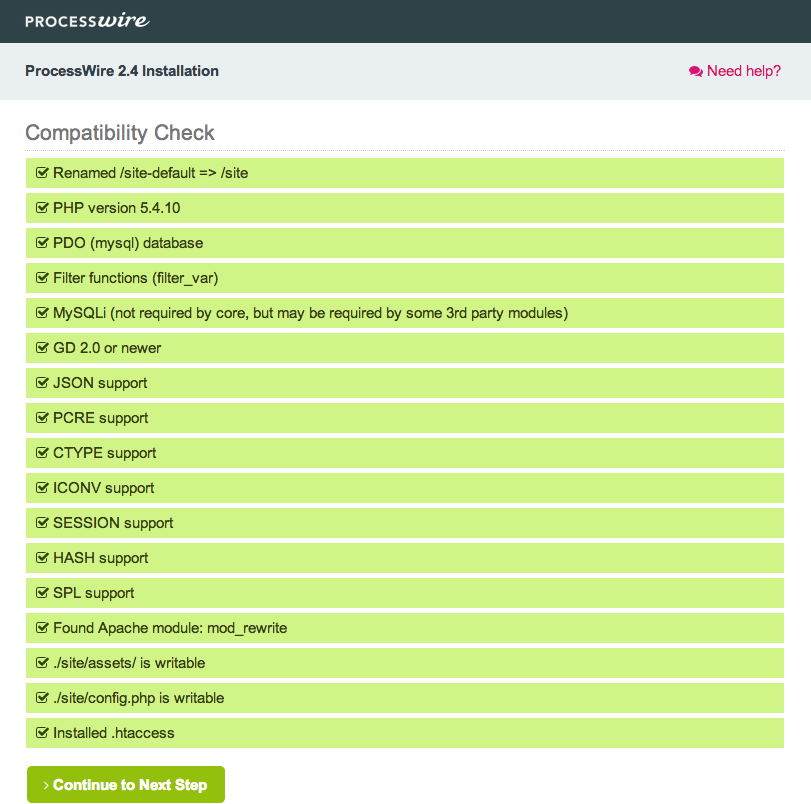 PROCESSwire
ProcessWire 2.4 Installation
Need help?
Compatibility Check
Renamed /site-default => /site
PHP version 5.4.10
PDO (mysql) database
Filter functions (filter_var)
MySQLi (not required by core, but may be required by some 3rd party modules)
GD 2.0 or newer
JSON support
PCRE support
CTYPE support
ICONV support
SESSION support
HASH support
SPL support
Found Apache module: mod_rewrite
./site/assets/ is writable
./site/config.php is writable
Installed .htaccess
› Continue to Next Step